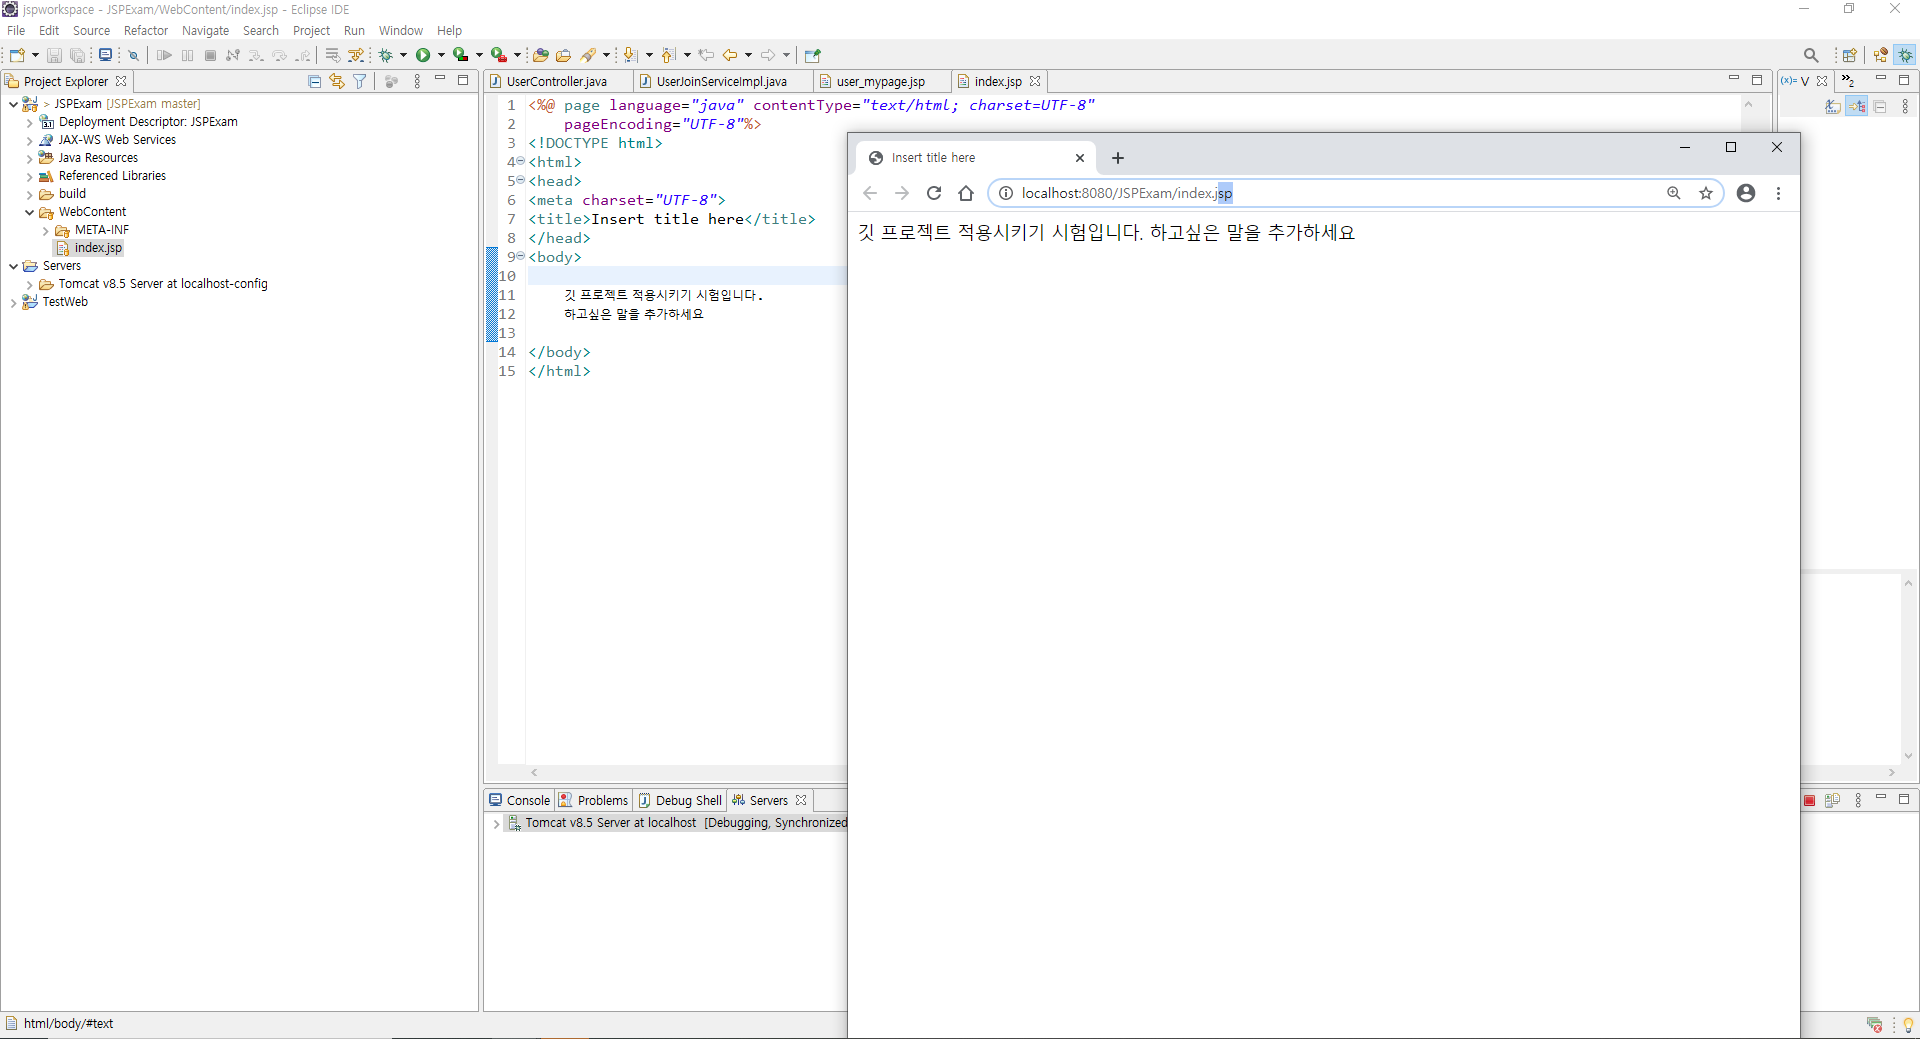 jspworkspace - JSPExam/WebContent/index.jsp - Eclipse IDE
File Edit Source Refactor Navigate Search Project Run Window Help
Project Explorer
> JSPExam [JSPExam master]
Deployment Descriptor: JSPExam
JAX-WS Web Services
Java Resources
Referenced Libraries
build
WebContent
META-INF
index.jsp
Servers
Tomcat v8.5 Server at localhost-config
TestWeb
UserController.java UserJoinServiceImpl.java user_mypage.jsp index.jsp
1 <%@ page language="java" contentType="text/html; charset=UTF-8"
2 pageEncoding="UTF-8"%>
3 <!DOCTYPE html>
4 <html>
5 <head>
6 <meta charset="UTF-8">
7 <title>Insert title here</title>
8 </head>
9 <body>
10
11 깃 프로젝트 적용시키기 시험입니다.
12 하고싶은 말을 추가하세요
13
14 </body>
15 </html>
(x)= V »2
Insert title here
localhost:8080/JSPExam/index.jsp
깃 프로젝트 적용시키기 시험입니다. 하고싶은 말을 추가하세요
Console Problems Debug Shell Servers
Tomcat v8.5 Server at localhost [Debugging, Synchronized
html/body/#text